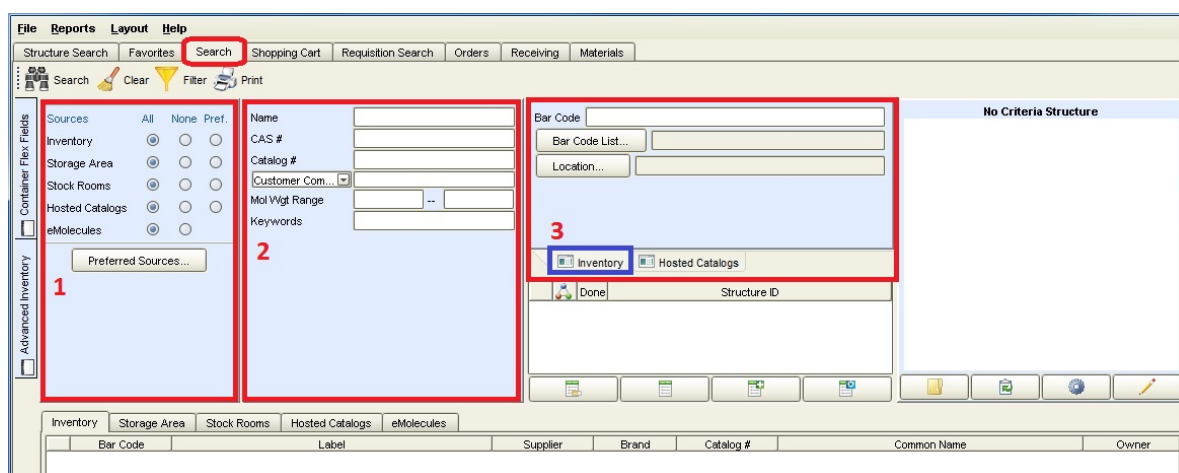 File Reports Layout Help
Structure Search Favorites Search Shopping Cart Requisition Search Orders Receiving Materials
Search Clear Filter Print
Container Flex Fields
Advanced Inventory
Sources All None Pref.
Inventory
Storage Area
Stock Rooms
Hosted Catalogs
eMolecules
Preferred Sources...
1
Name
CAS #
Catalog #
Customer Com...
Mol Wgt Range --
Keywords
2
Bar Code
Bar Code List...
Location...
3
Inventory Hosted Catalogs
Done Structure ID
No Criteria Structure
Inventory Storage Area Stock Rooms Hosted Catalogs eMolecules
Bar Code Label Supplier Brand Catalog # Common Name Owner